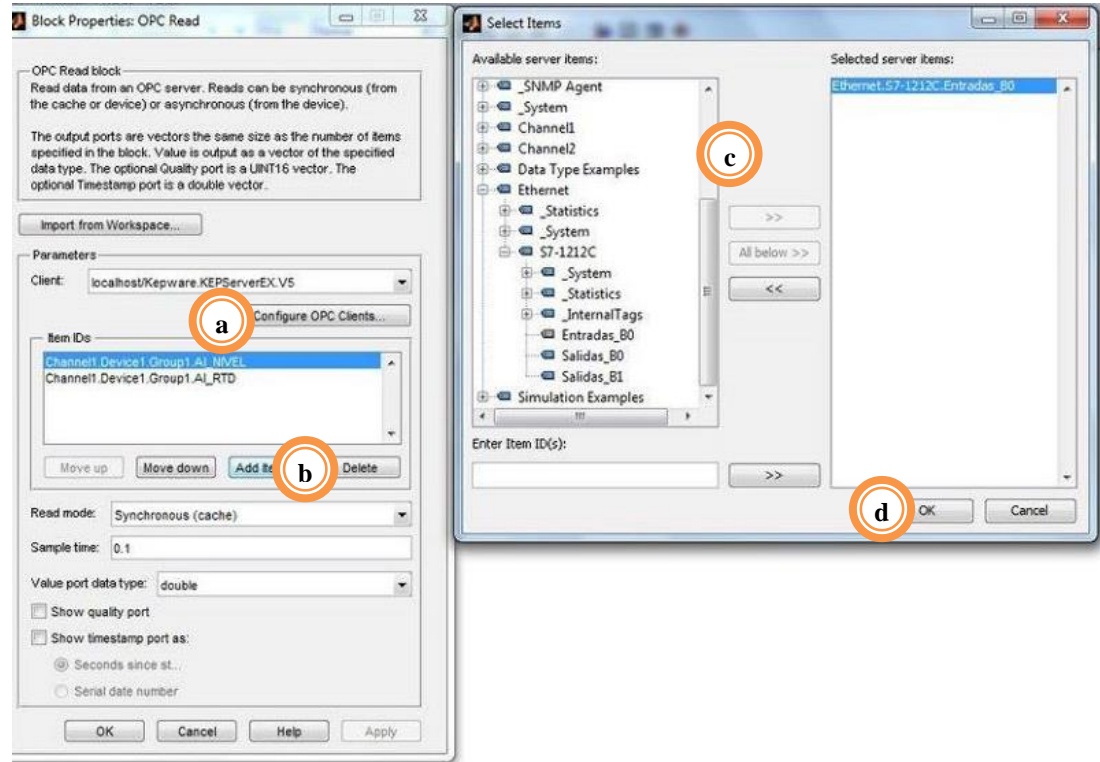 Block Properties: OPC Read
OPC Read block
Read data from an OPC server. Reads can be synchronous (from
the cache or device) or asynchronous (from the device).
The output ports are vectors the same size as the number of items
specified in the block. Value is output as a vector of the specified
data type. The optional Quality port is a UINT16 vector. The
optional Timestamp port is a double vector.
Import from Workspace...
Parameters
Client: localhost/Kepware.KEPServerEX.V5
a
Configure OPC Clients...
Item IDs
Channel1.Device1.Group1.AI_NIVEL
Channel1.Device1.Group1.AI_RTD
Move up Move down Add b Delete
Read mode: Synchronous (cache)
Sample time: 0.1
Value port data type: double
Show quality port
Show timestamp port as:
Seconds since st...
Serial date number
OK Cancel Help Apply
Select Items
Available server items:
_SNMP Agent
_System
Channel1
Channel2
Data Type Examples
Ethernet
_Statistics
_System
S7-1212C
_System
_Statistics
_InternalTags
Entradas_B0
Salidas_B0
Salidas_B1
Simulation Examples
c
>>
All below >>
<<
Selected server items:
Ethernet.S7-1212C.Entradas_B0
Enter Item ID(s):
>>
d OK Cancel